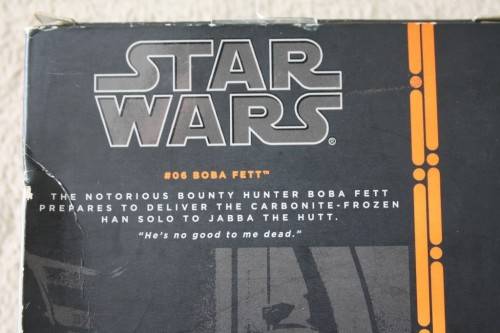 STAR
WARS®
#06 BOBA FETT™
THE NOTORIOUS BOUNTY HUNTER BOBA FETT
PREPARES TO DELIVER THE CARBONITE-FROZEN
HAN SOLO TO JABBA THE HUTT.
"He's no good to me dead."